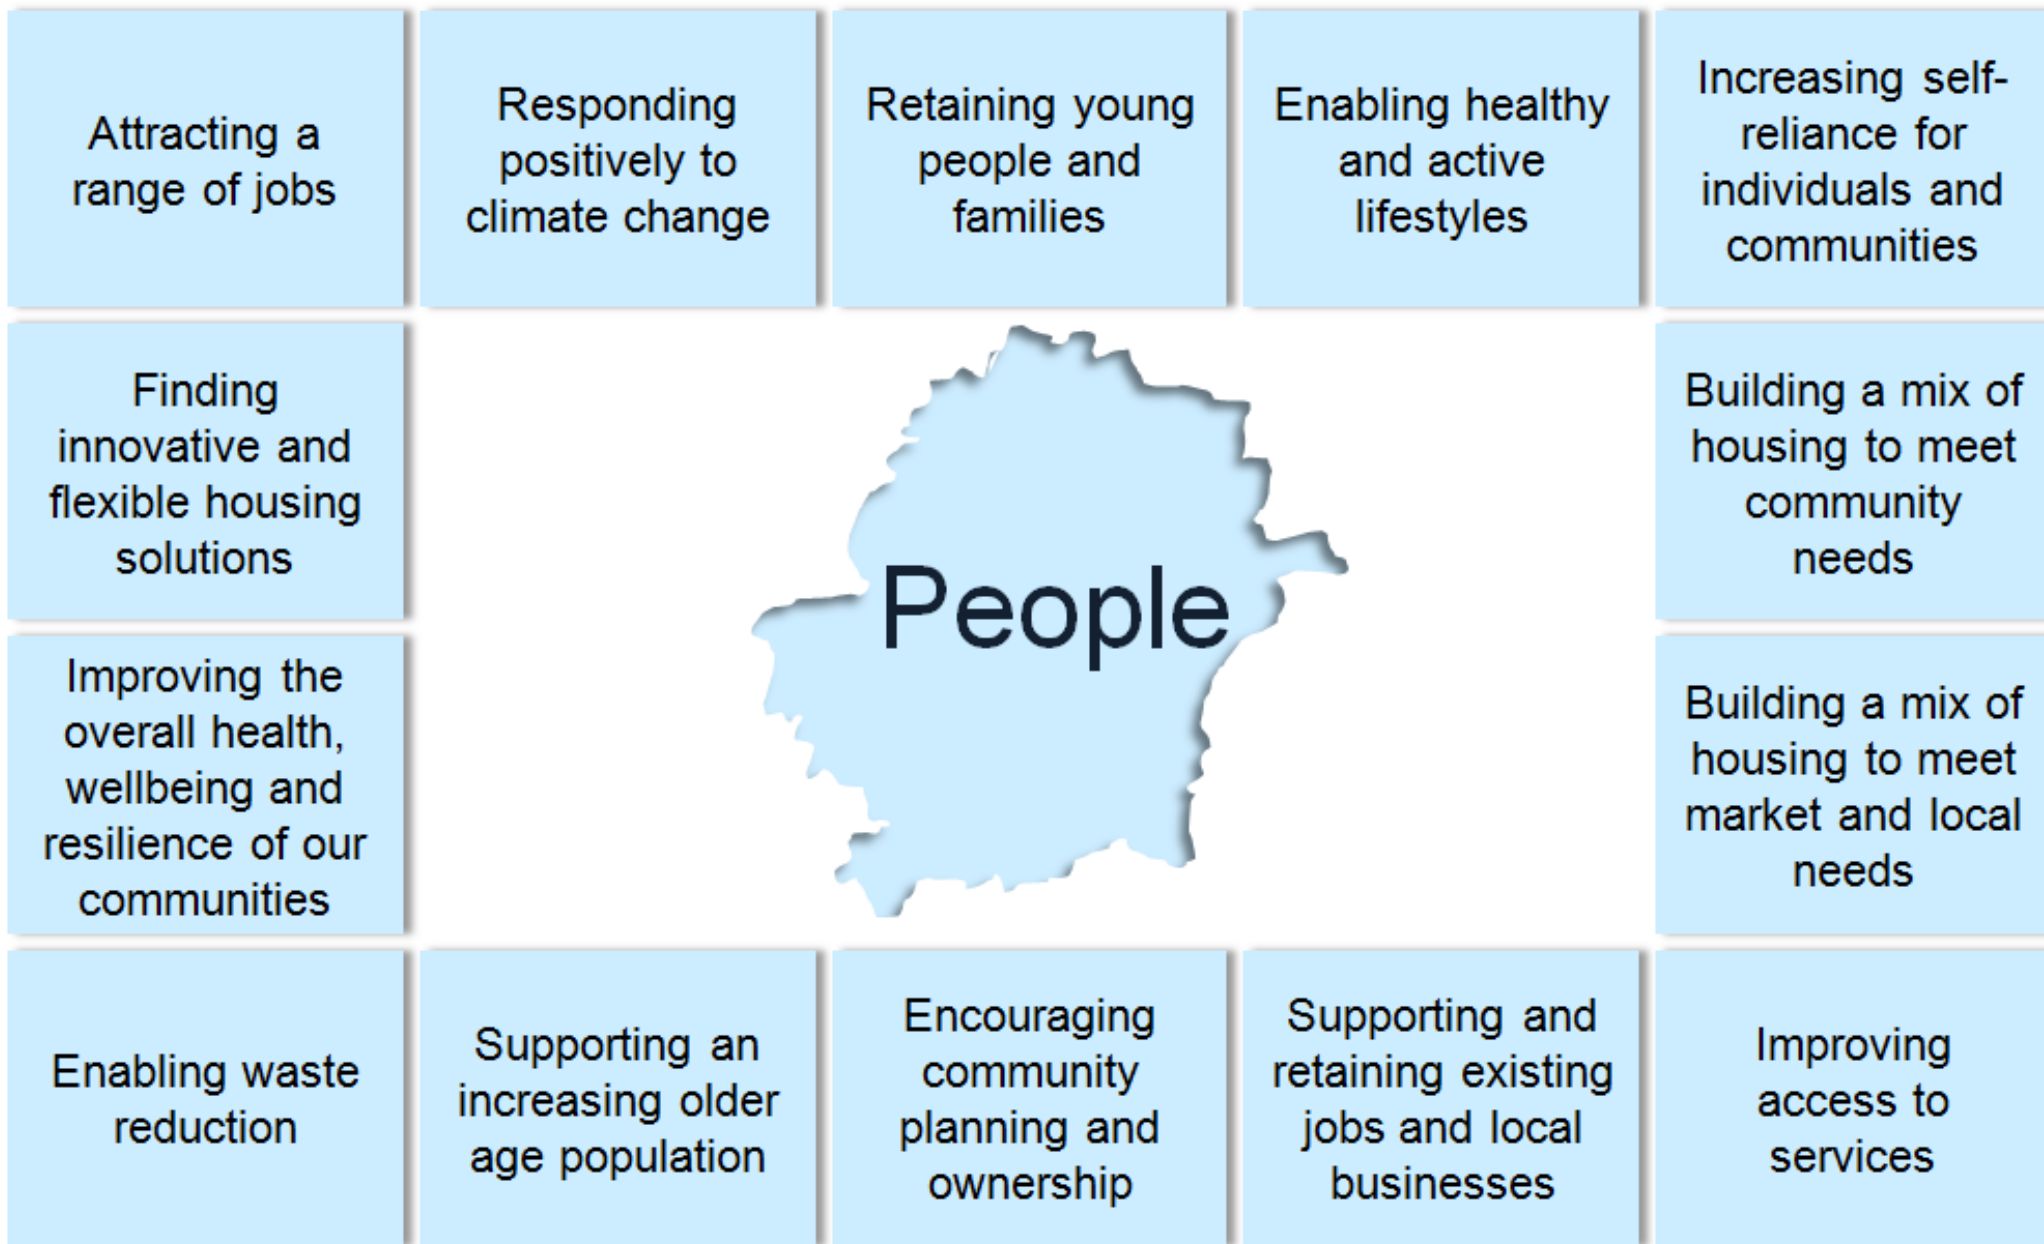 Attracting a
range of jobs
Responding
positively to
climate change
Retaining young
people and
families
Enabling healthy
and active
lifestyles
Increasing self-
reliance for
individuals and
communities
Finding
innovative and
flexible housing
solutions
People
Building a mix of
housing to meet
community
needs
Improving the
overall health,
wellbeing and
resilience of our
communities
Building a mix of
housing to meet
market and local
needs
Enabling waste
reduction
Supporting an
increasing older
age population
Encouraging
community
planning and
ownership
Supporting and
retaining existing
jobs and local
businesses
Improving
access to
services